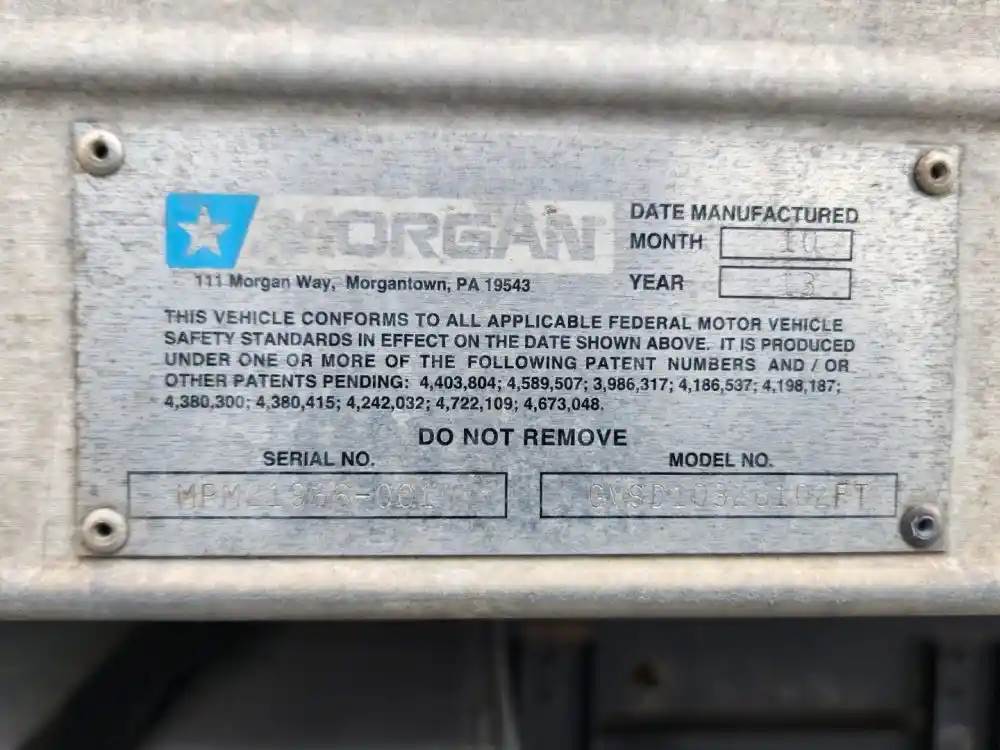 MORGAN
111 Morgan Way, Morgantown, PA 19543
DATE MANUFACTURED
MONTH 10
YEAR 13
THIS VEHICLE CONFORMS TO ALL APPLICABLE FEDERAL MOTOR VEHICLE
SAFETY STANDARDS IN EFFECT ON THE DATE SHOWN ABOVE. IT IS PRODUCED
UNDER ONE OR MORE OF THE FOLLOWING PATENT NUMBERS AND / OR
OTHER PATENTS PENDING: 4,403,804; 4,589,507; 3,986,317; 4,186,537; 4,198,187;
4,380,300; 4,380,415; 4,242,032; 4,722,109; 4,673,048.
DO NOT REMOVE
SERIAL NO.
MODEL NO.